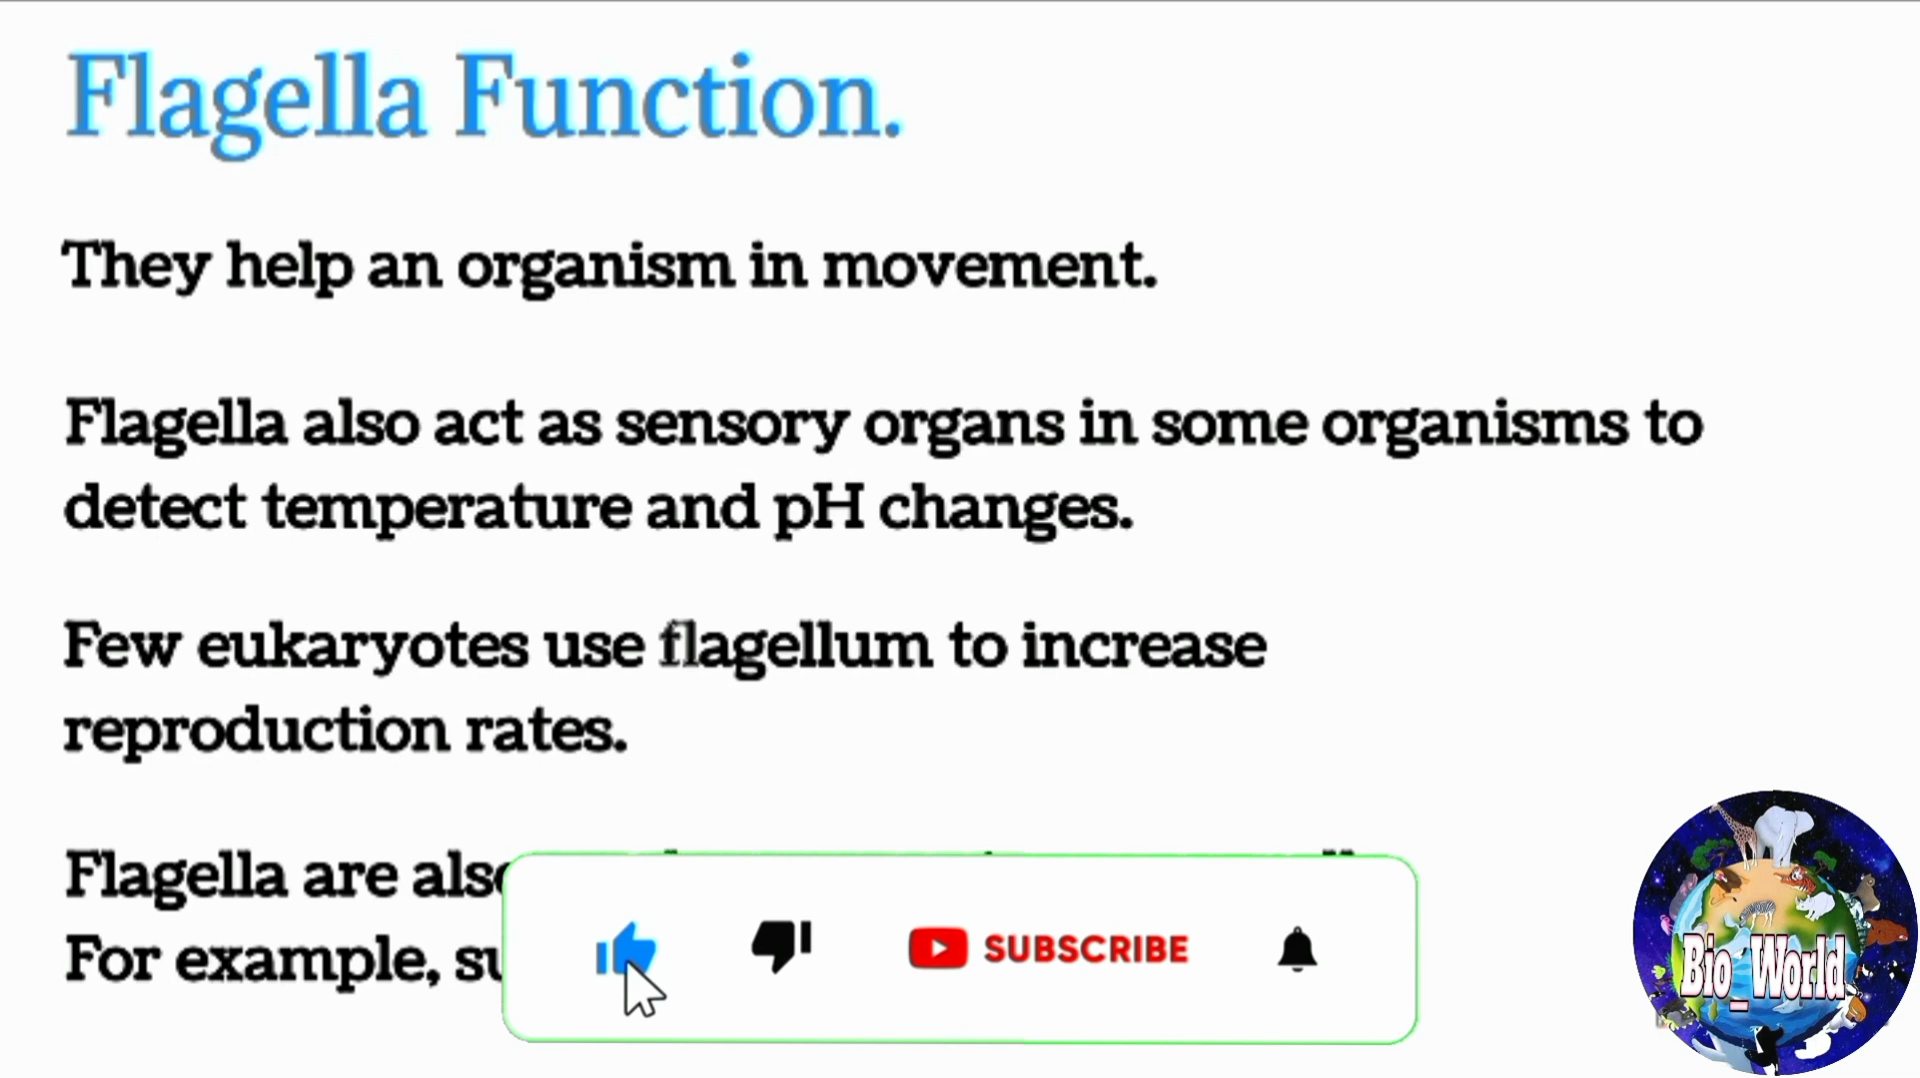 Flagella Function.
They help an organism in movement.
Flagella also act as sensory organs in some organisms to
detect temperature and pH changes.
Few eukaryotes use flagellum to increase
reproduction rates.
Flagella are also
For example,
SUBSCRIBE
Bio_World